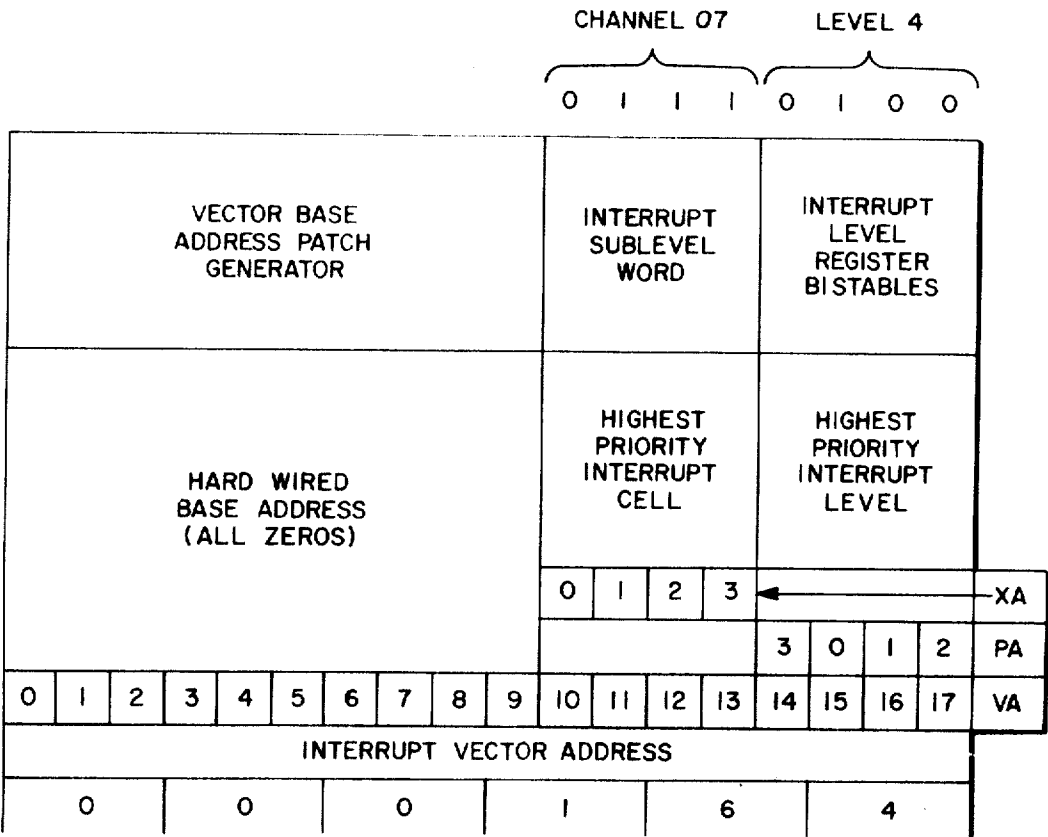 CHANNEL 07 LEVEL 4
0 1 1 1 0 1 0 0
VECTOR BASE
ADDRESS PATCH
GENERATOR
INTERRUPT
SUBLEVEL
WORD
INTERRUPT
LEVEL
REGISTER
BISTABLES
HARD WIRED
BASE ADDRESS
(ALL ZEROS)
HIGHEST
PRIORITY
INTERRUPT
CELL
HIGHEST
PRIORITY
INTERRUPT
LEVEL
0 1 2 3 XA
3 0 1 2 PA
0 1 2 3 4 5 6 7 8 9 10 11 12 13 14 15 16 17 VA
INTERRUPT VECTOR ADDRESS
0 0 0 1 6 4